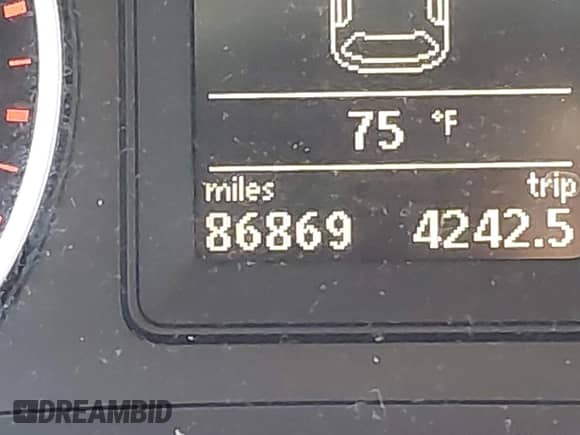 75 °F
miles trip
86869 4242.5
DREAMBID